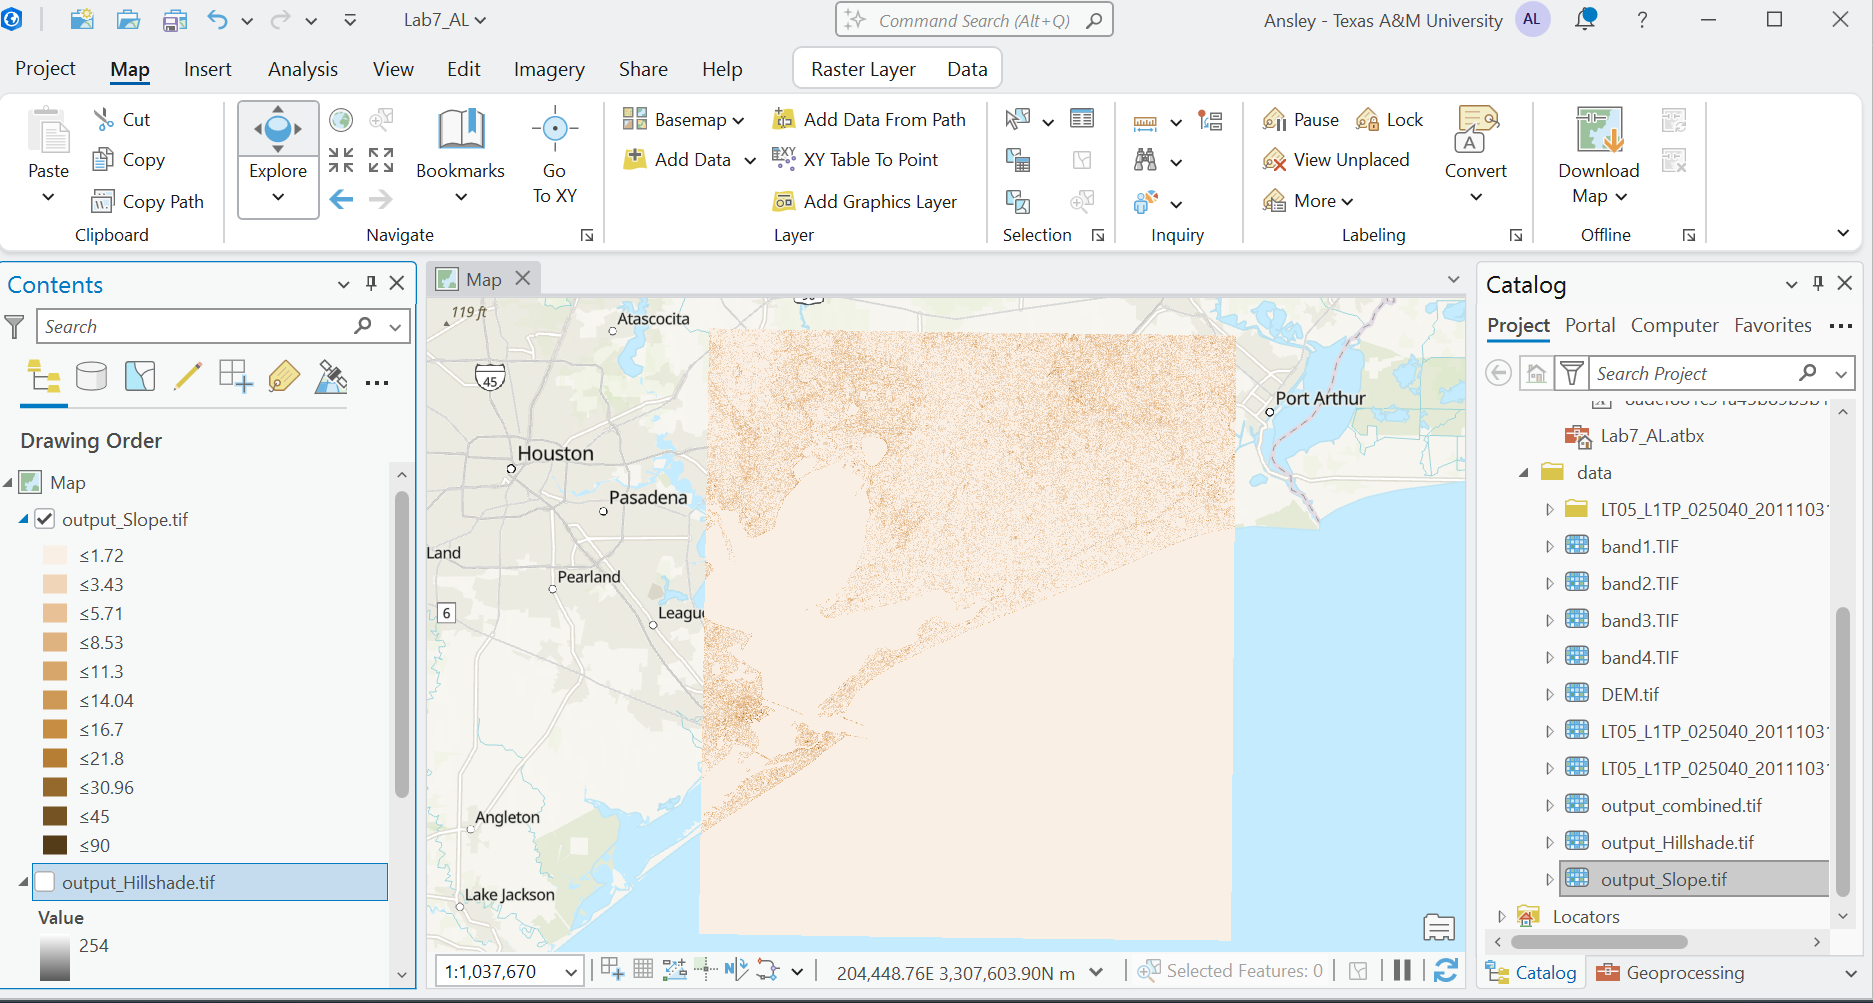 Lab7_AL
Command Search (Alt+Q)
Ansley - Texas A&M University
AL
?
Project
Map
Insert
Analysis
View
Edit
Imagery
Share
Help
Raster Layer
Data
Paste
Cut
Copy
Copy Path
Clipboard
Explore
Bookmarks
Go
To XY
Navigate
Basemap
Add Data
Add Data From Path
XY Table To Point
Add Graphics Layer
Layer
Selection
Inquiry
Pause
Lock
View Unplaced
More
Labeling
Convert
Download
Map
Offline
Contents
Search
Drawing Order
Map
output_Slope.tif
≤1.72
≤3.43
≤5.71
≤8.53
≤11.3
≤14.04
≤16.7
≤21.8
≤30.96
≤45
≤90
output_Hillshade.tif
Value
254
Map
119 ft
Atascocita
45
Houston
Pasadena
Land
Pearland
6
Leagu
Angleton
Lake Jackson
Port Arthur
1:1,037,670
204,448.76E 3,307,603.90N m
Selected Features: 0
Catalog
Project
Portal
Computer
Favorites
Search Project
Lab7_AL.atbx
data
LT05_L1TP_025040_2011103
band1.TIF
band2.TIF
band3.TIF
band4.TIF
DEM.tif
LT05_L1TP_025040_2011103
LT05_L1TP_025040_2011103
output_combined.tif
output_Hillshade.tif
output_Slope.tif
Locators
Catalog
Geoprocessing